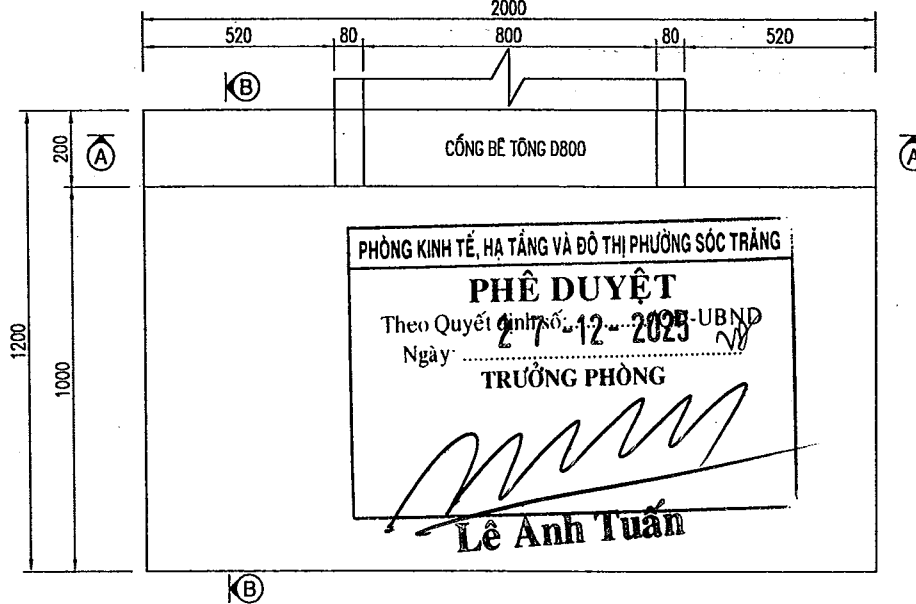 2000
520 80 800 80 520
B
A A
200
CỐNG BÊ TÔNG D800
PHÒNG KINH TẾ, HẠ TẦNG VÀ ĐÔ THỊ PHƯỜNG SÓC TRĂNG
PHÊ DUYỆT
Theo Quyết định số: -UBND
Ngày 27-12-2025
TRƯỞNG PHÒNG
1200
1000
Lê Anh Tuấn
B